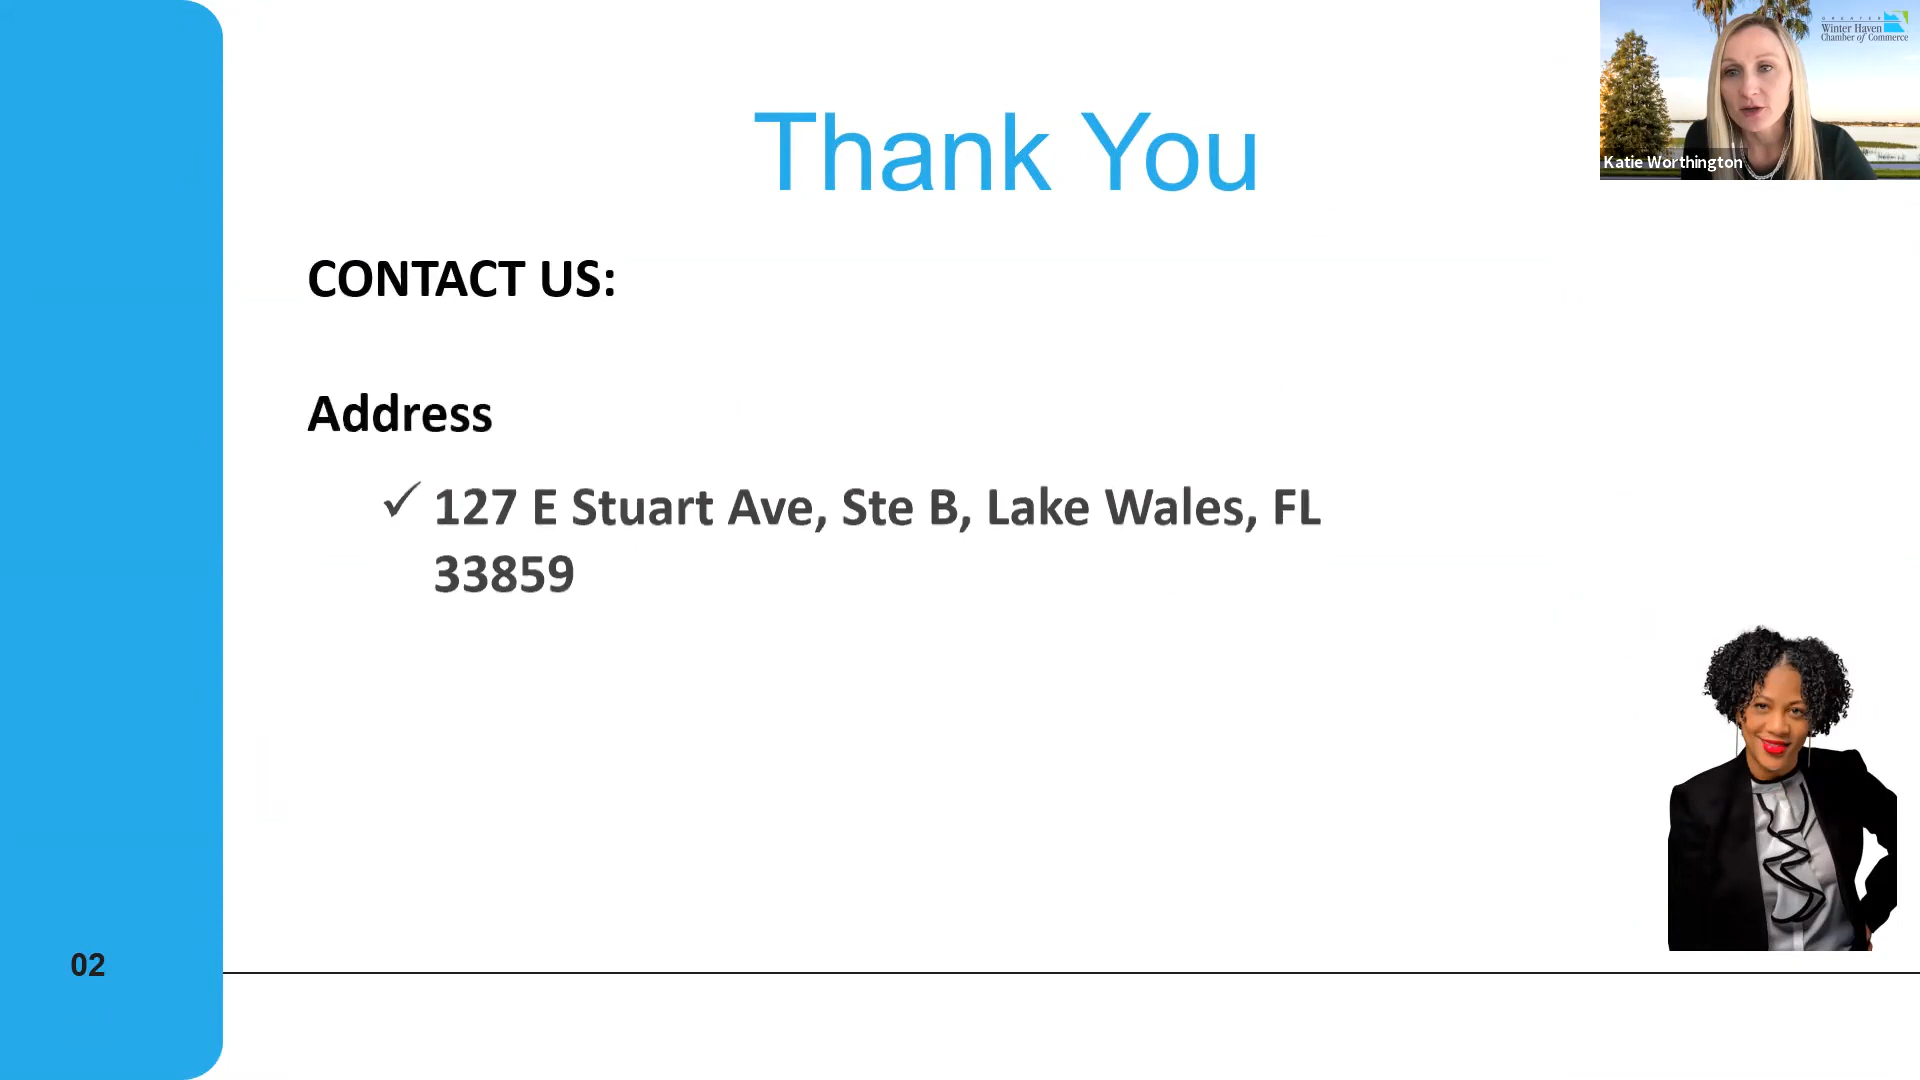 GREATER
Winter Haven
Chamber of Commerce
Katie Worthington
Thank You
CONTACT US:
Address
✓ 127 E Stuart Ave, Ste B, Lake Wales, FL
33859
02